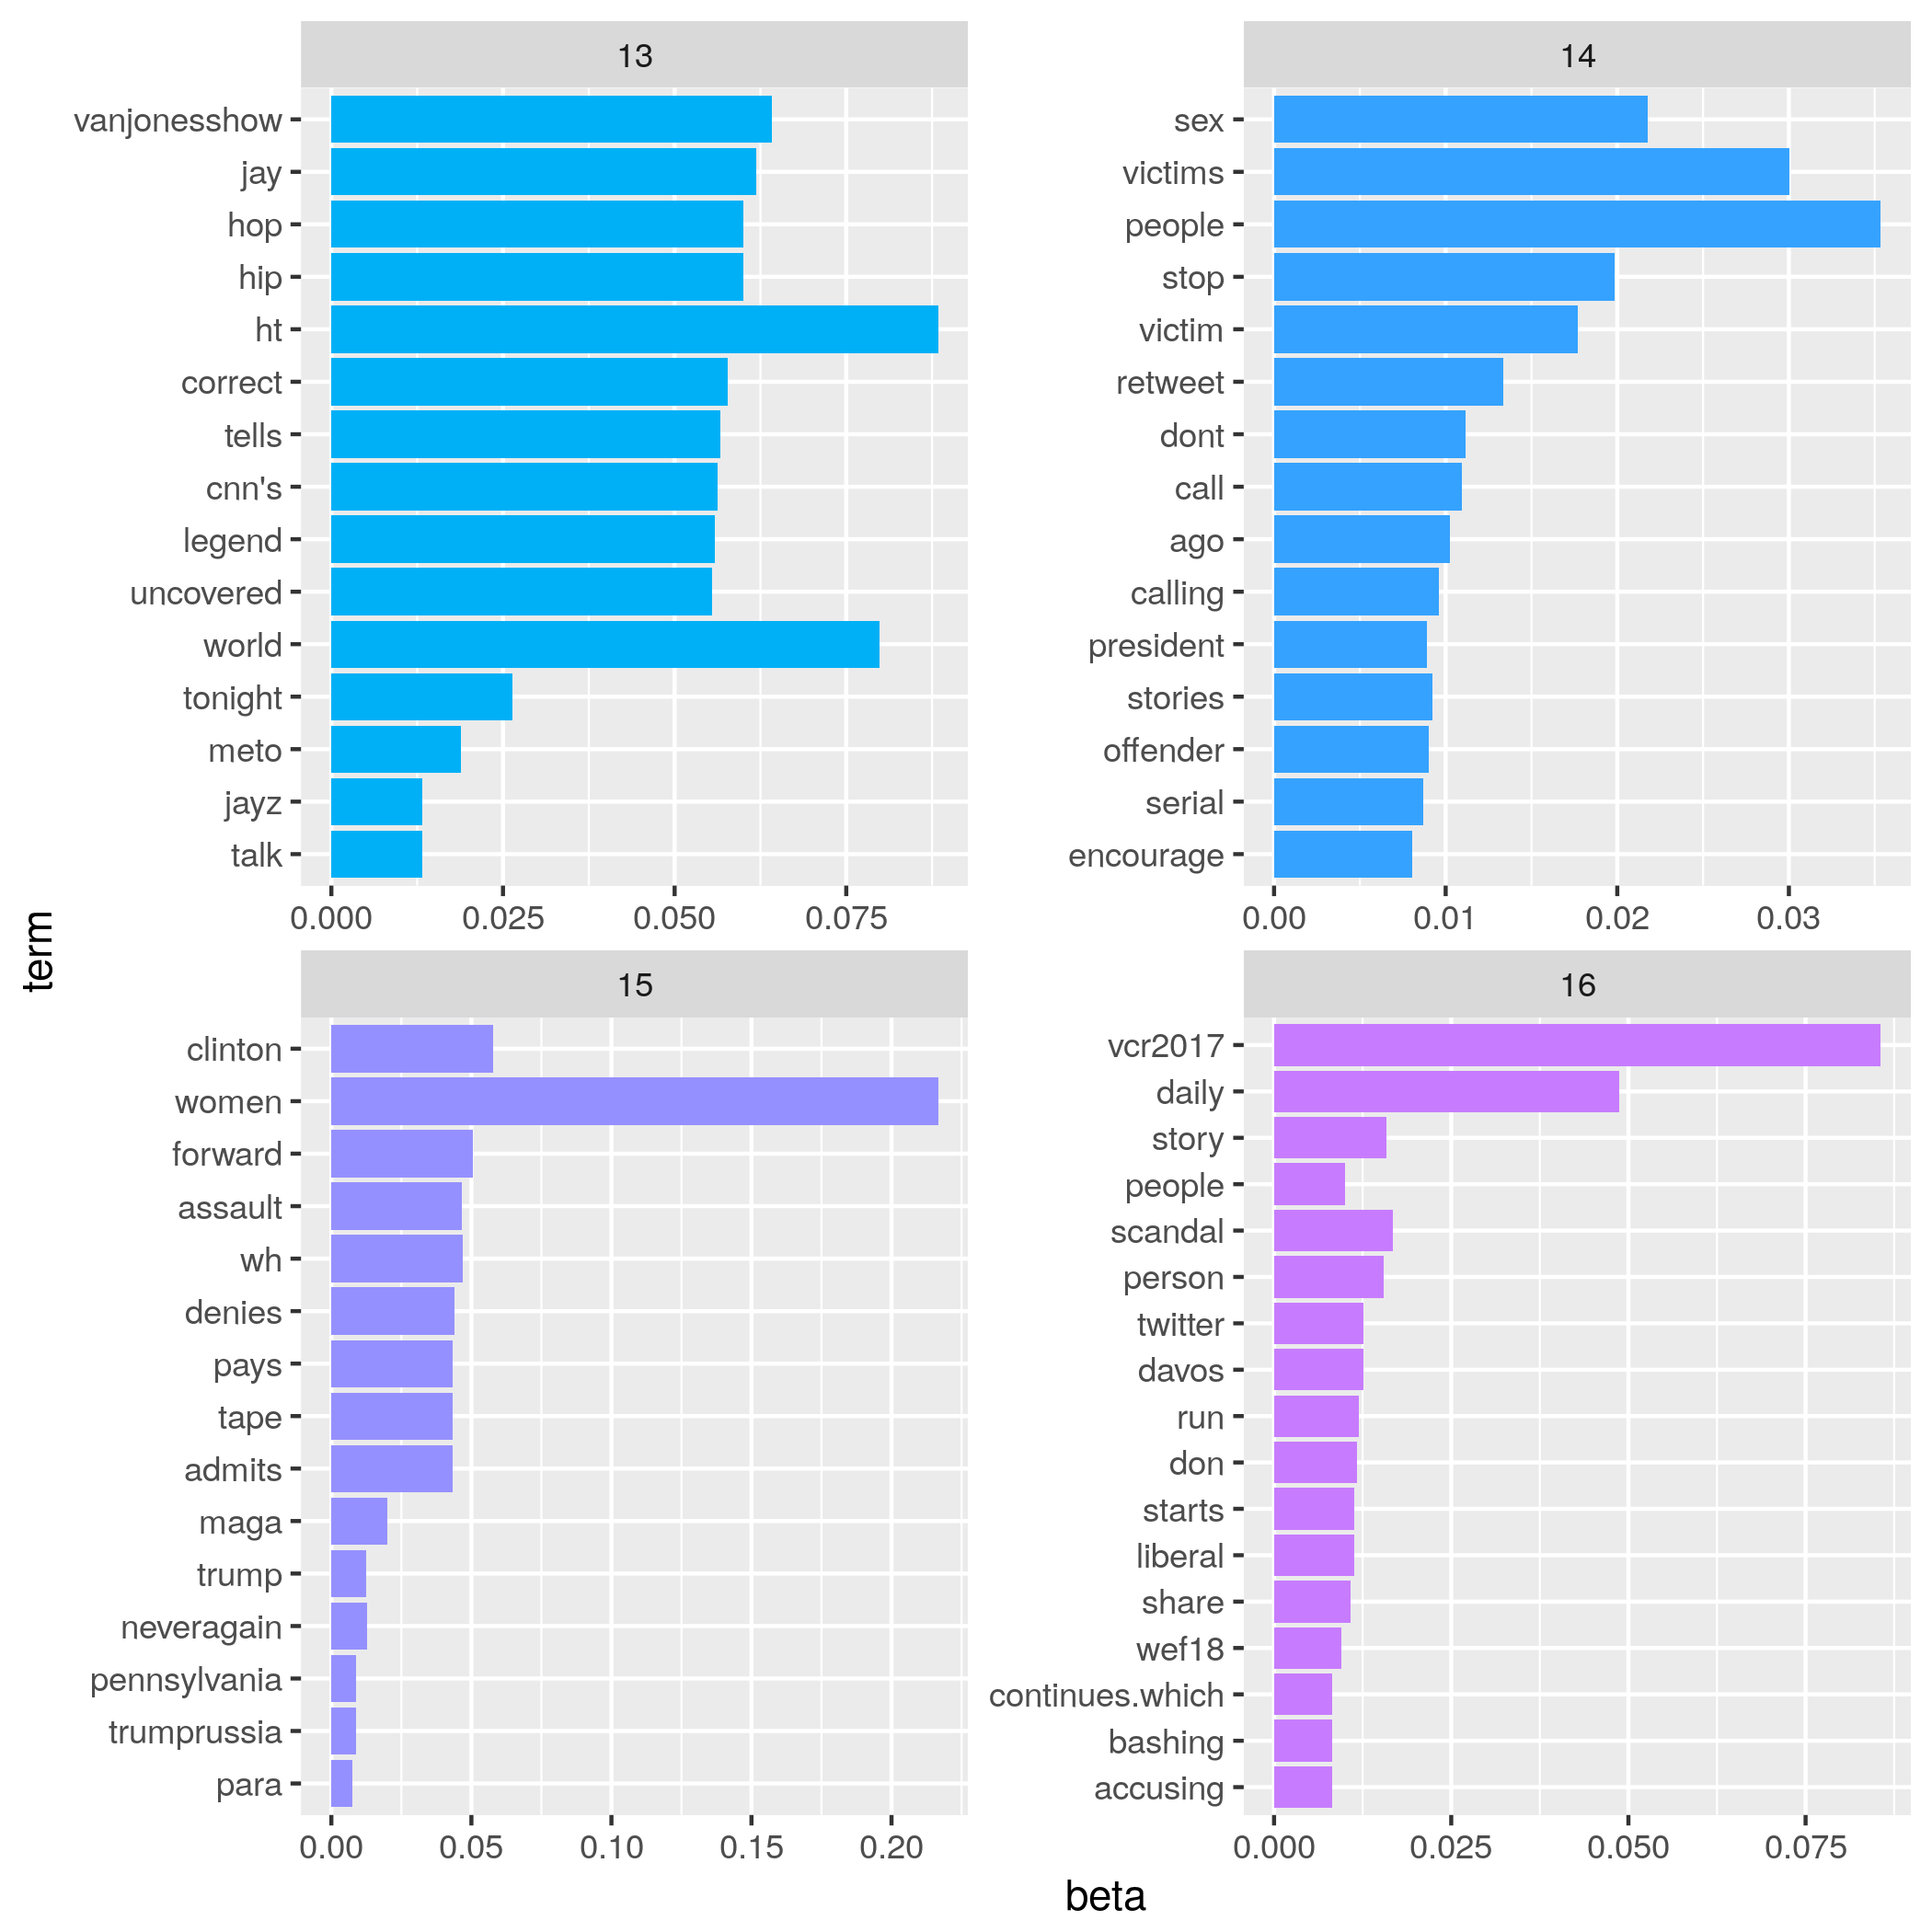 13
vanjonesshow
jay
hop
hip
ht
correct
tells
cnn's
legend
uncovered
world
tonight
meto
jayz
talk
0.000 0.025 0.050 0.075
14
sex
victims
people
stop
victim
retweet
dont
call
ago
calling
president
stories
offender
serial
encourage
0.00 0.01 0.02 0.03
term
15
clinton
women
forward
assault
wh
denies
pays
tape
admits
maga
trump
neveragain
pennsylvania
trumprussia
para
0.00 0.05 0.10 0.15 0.20
16
vcr2017
daily
story
people
scandal
person
twitter
davos
run
don
starts
liberal
share
wef18
continues.which
bashing
accusing
0.000 0.025 0.050 0.075
beta